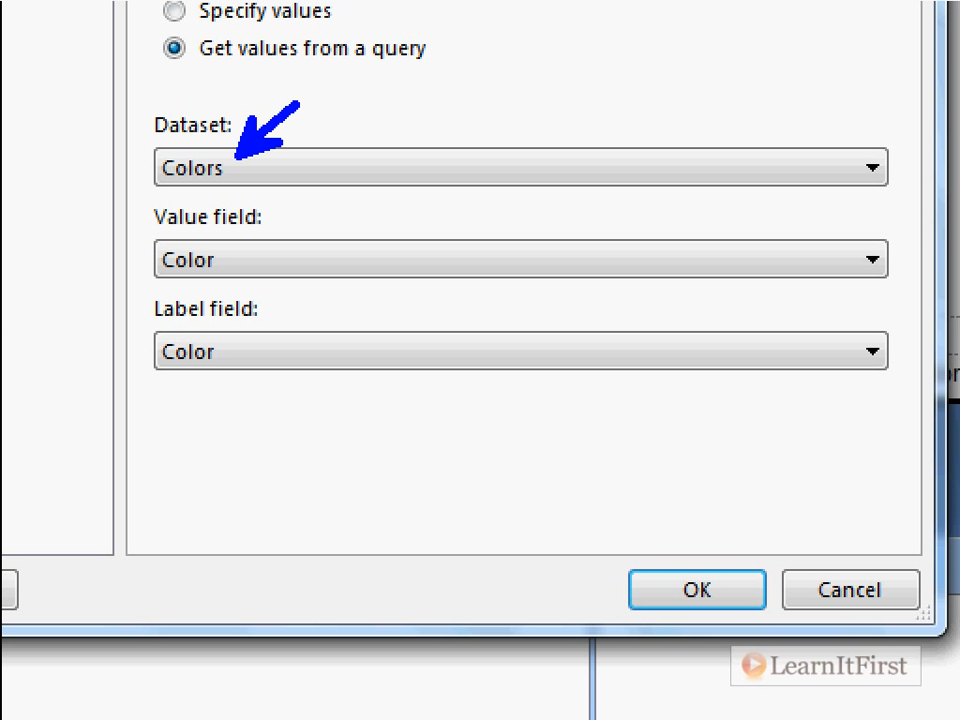 Specify values
Get values from a query
Dataset:
Colors
Value field:
Color
Label field:
Color
OK
Cancel
LearnItFirst